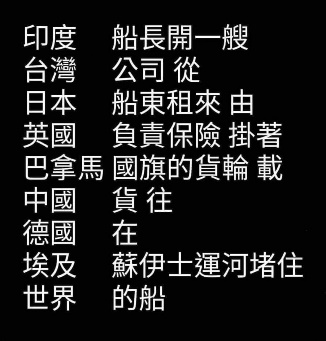 印度 船長開一艘
台灣 公司 從
日本 船東租來 由
英國 負責保險 掛著
巴拿馬 國旗的貨輪 載
中國 貨 往
德國 在
埃及 蘇伊士運河堵住
世界 的船